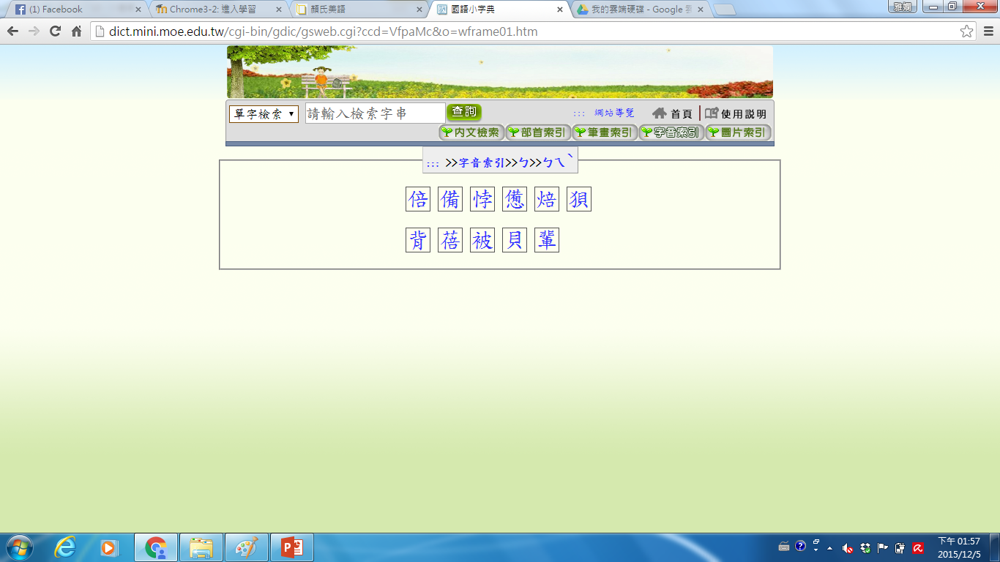 (1) Facebook
Chrome3-2: 進入學習
顏氏美語
國語小字典
我的雲端硬碟 - Google 雲
雅嫻
dict.mini.moe.edu.tw/cgi-bin/gdic/gsweb.cgi?ccd=VfpaMc&o=wframe01.htm
單字檢索 ▼ 請輸入檢索字串 查詢 ::: 網站導覽 首頁 使用說明
內文檢索 部首索引 筆畫索引 字音索引 圖片索引
::: >>字音索引>>ㄅ>>ㄅㄟˋ
倍 備 悖 憊 焙 狽
背 蓓 被 貝 輩
下午 01:57
2015/12/5